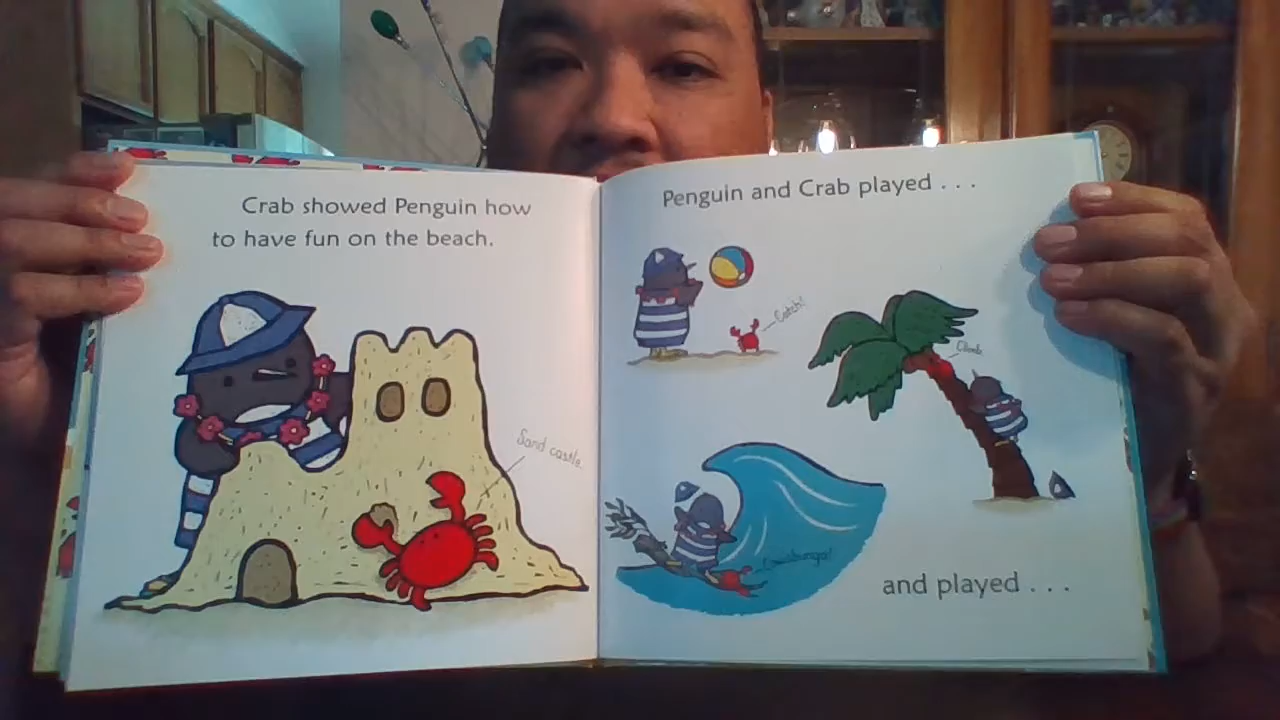 Crab showed Penguin how
to have fun on the beach.
Sand castle.
Penguin and Crab played . . .
Catch!
Climb.
Cowabunga!
and played . . .